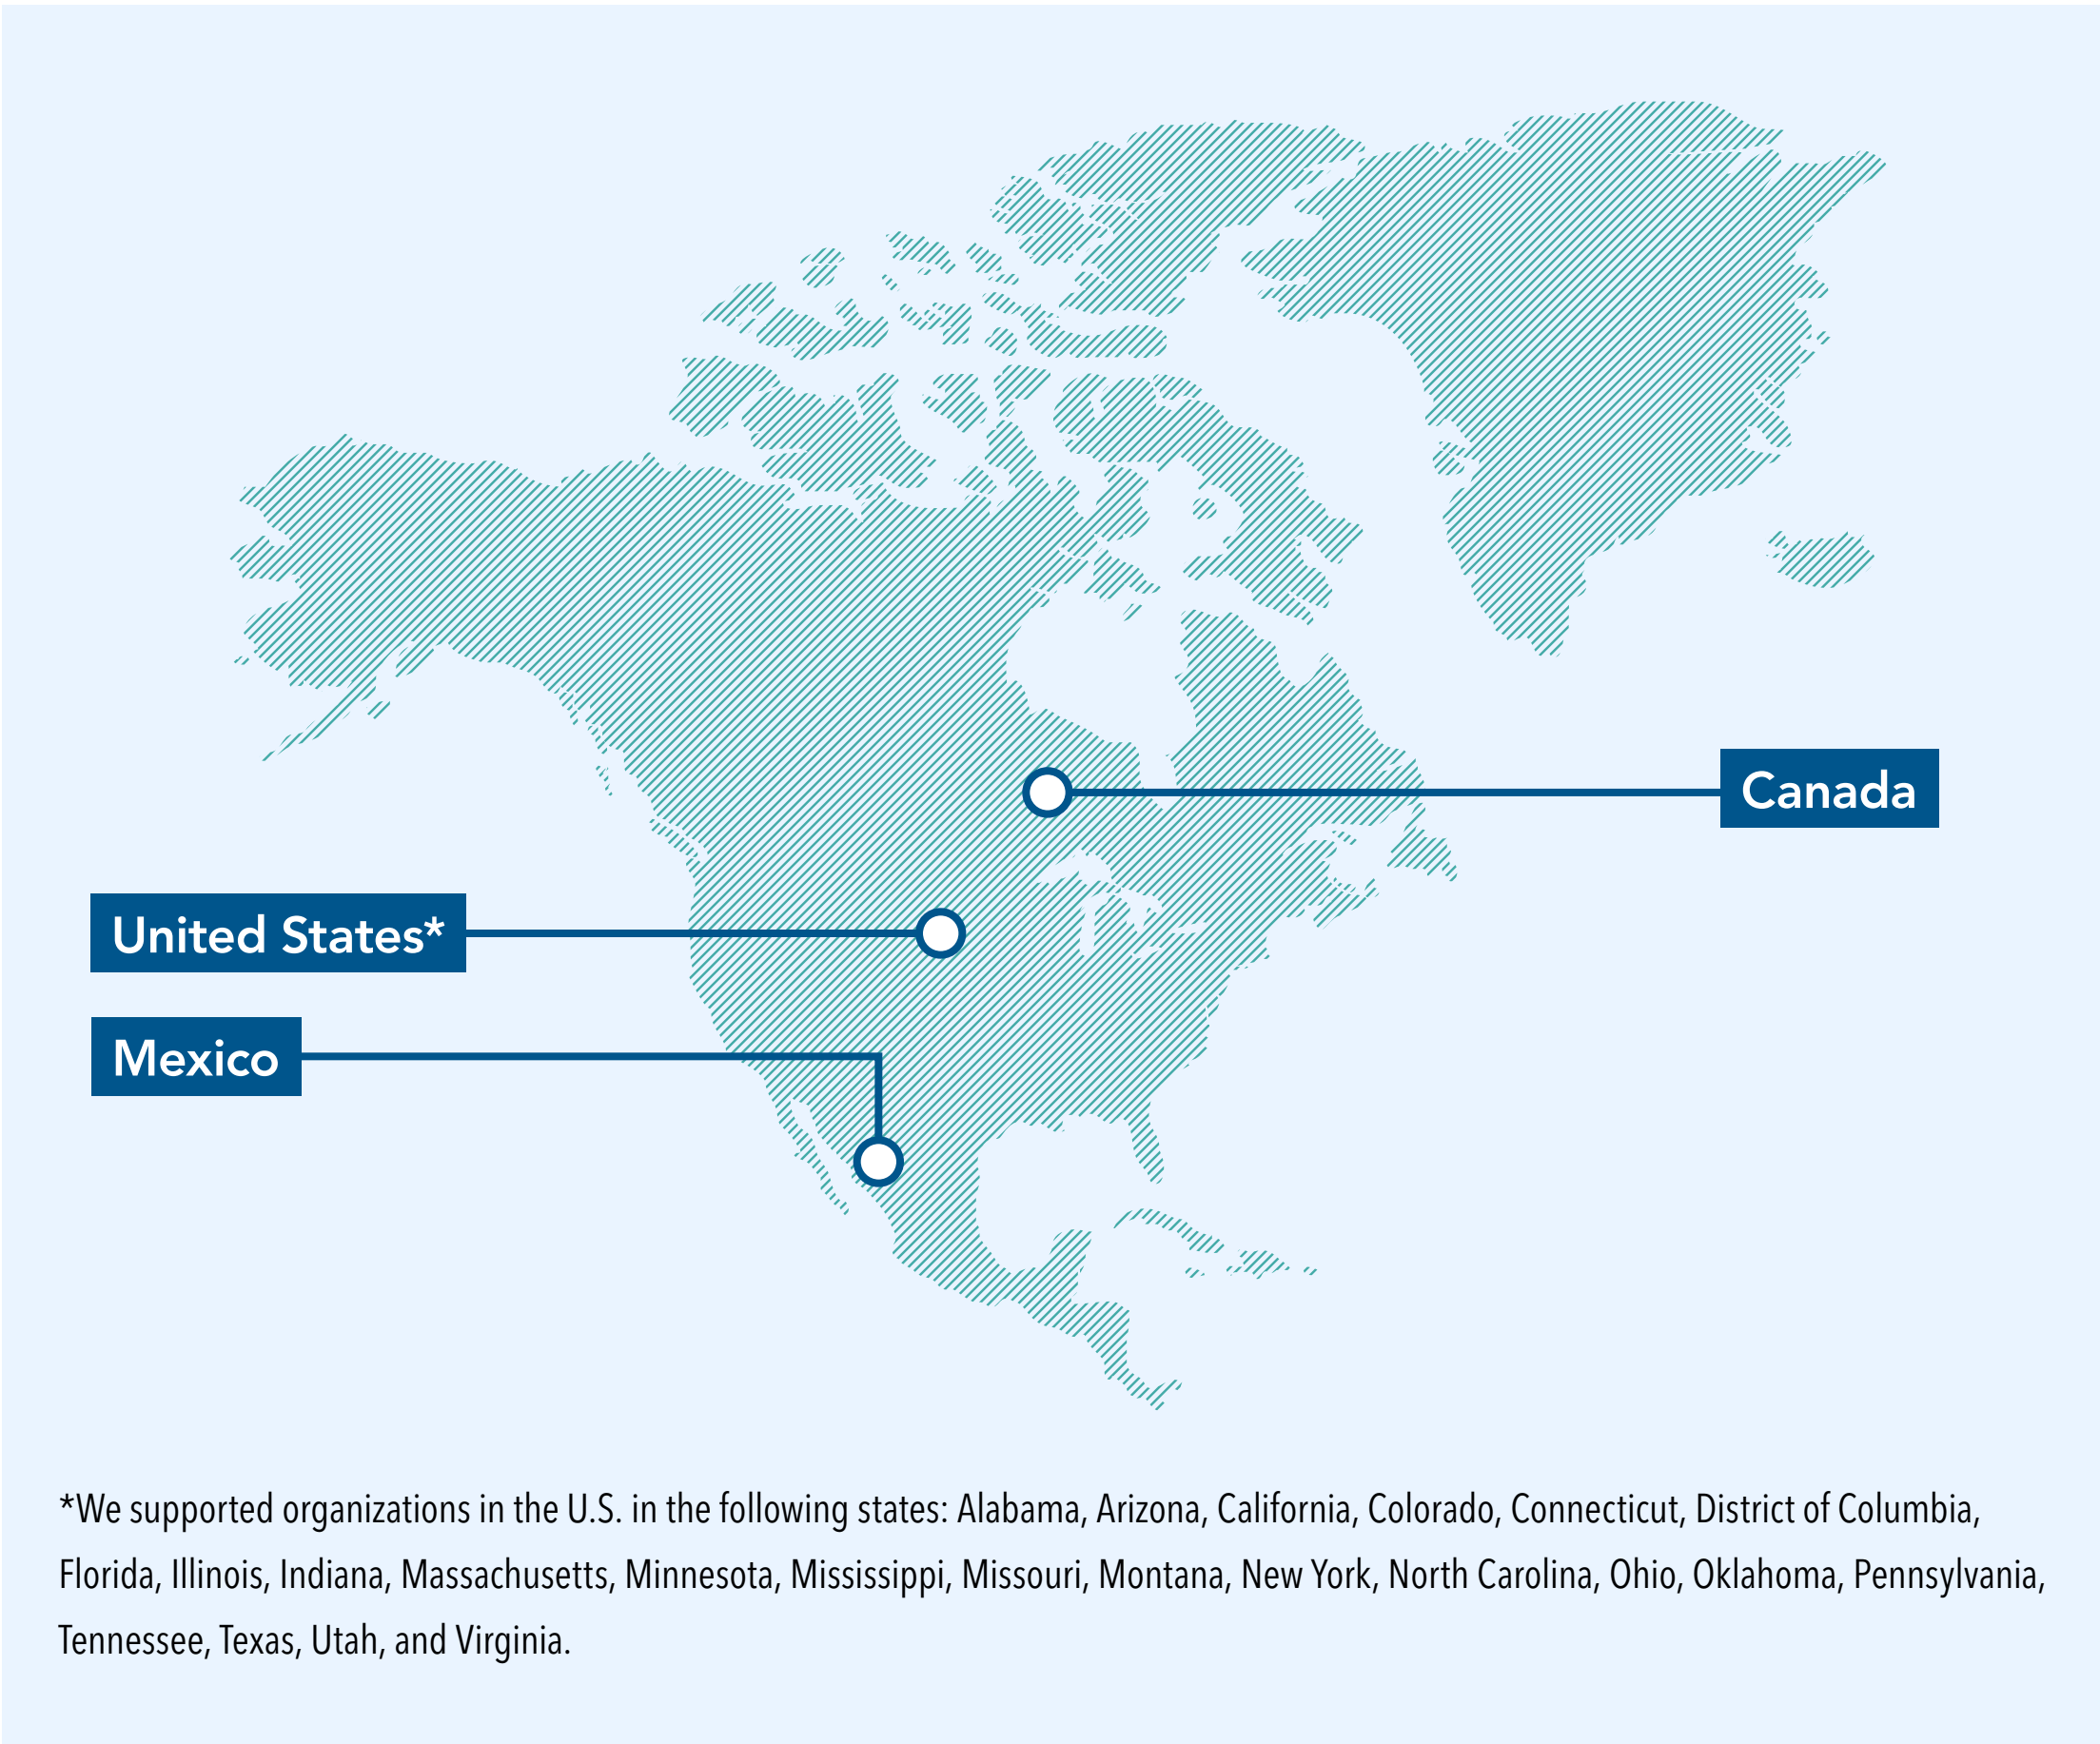 Canada
United States*
Mexico
*We supported organizations in the U.S. in the following states: Alabama, Arizona, California, Colorado, Connecticut, District of Columbia,
Florida, Illinois, Indiana, Massachusetts, Minnesota, Mississippi, Missouri, Montana, New York, North Carolina, Ohio, Oklahoma, Pennsylvania,
Tennessee, Texas, Utah, and Virginia.